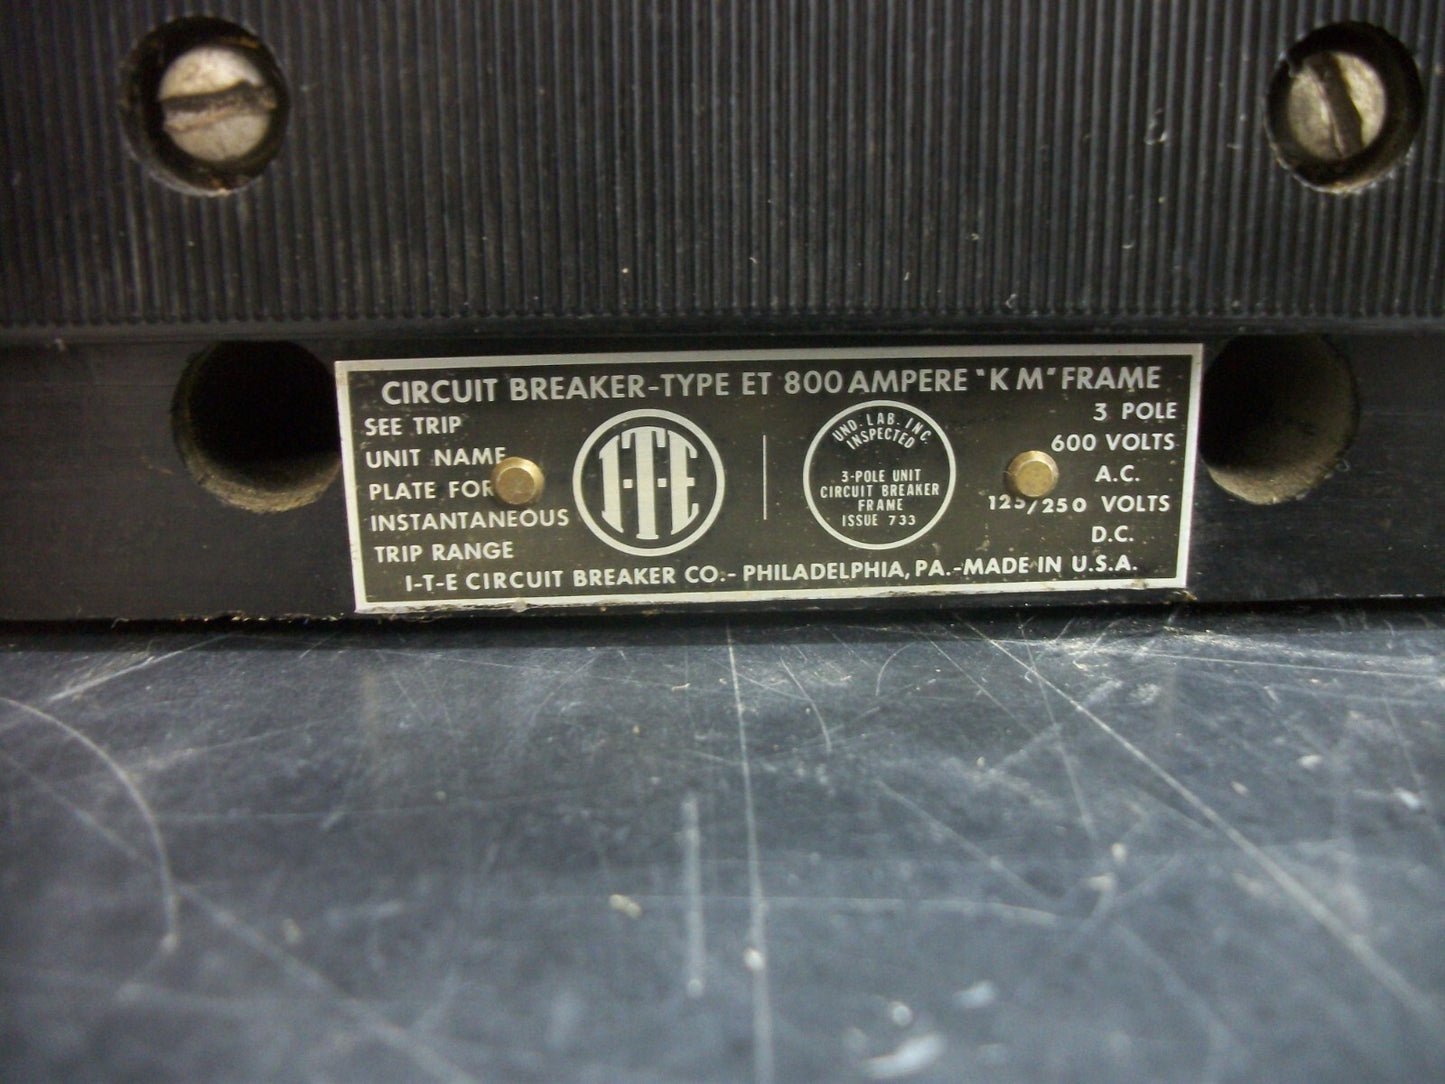 CIRCUIT BREAKER-TYPE ET 800 AMPERE "KM" FRAME
SEE TRIP
UNIT NAME
PLATE FOR
INSTANTANEOUS
TRIP RANGE
I-T-E
UND. LAB. INC.
INSPECTED
3-POLE UNIT
CIRCUIT BREAKER
FRAME
ISSUE 733
3 POLE
600 VOLTS
A.C.
125/250 VOLTS
D.C.
I-T-E CIRCUIT BREAKER CO.- PHILADELPHIA, PA.-MADE IN U.S.A.